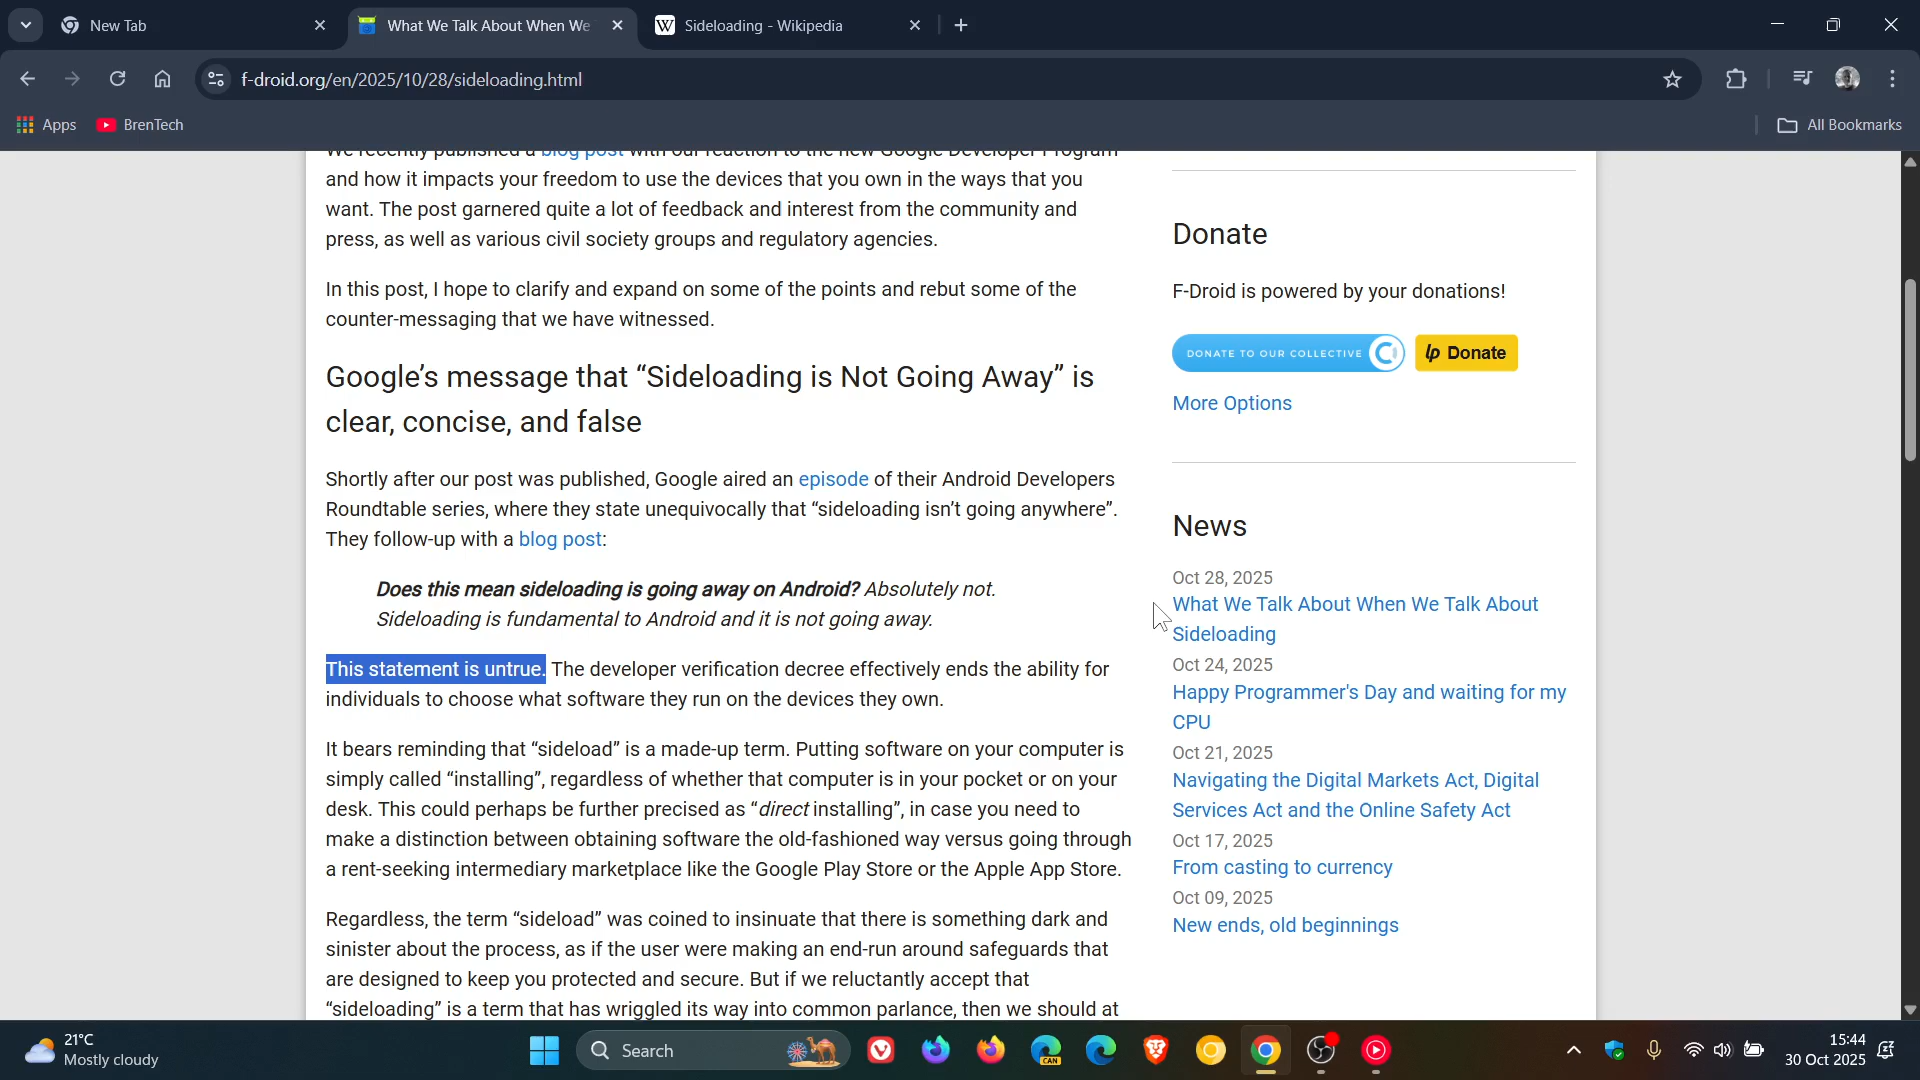 New Tab
What We Talk About When We
Sideloading - Wikipedia
f-droid.org/en/2025/10/28/sideloading.html
Apps
BrenTech
All Bookmarks
We recently published a blog post with our reaction to the new Google Developer Program
and how it impacts your freedom to use the devices that you own in the ways that you
want. The post garnered quite a lot of feedback and interest from the community and
press, as well as various civil society groups and regulatory agencies.
In this post, I hope to clarify and expand on some of the points and rebut some of the
counter-messaging that we have witnessed.
Google’s message that “Sideloading is Not Going Away” is
clear, concise, and false
Shortly after our post was published, Google aired an episode of their Android Developers
Roundtable series, where they state unequivocally that “sideloading isn’t going anywhere”.
They follow-up with a blog post:
Does this mean sideloading is going away on Android? Absolutely not.
Sideloading is fundamental to Android and it is not going away.
This statement is untrue. The developer verification decree effectively ends the ability for
individuals to choose what software they run on the devices they own.
It bears reminding that “sideload” is a made-up term. Putting software on your computer is
simply called “installing”, regardless of whether that computer is in your pocket or on your
desk. This could perhaps be further precised as “direct installing”, in case you need to
make a distinction between obtaining software the old-fashioned way versus going through
a rent-seeking intermediary marketplace like the Google Play Store or the Apple App Store.
Regardless, the term “sideload” was coined to insinuate that there is something dark and
sinister about the process, as if the user were making an end-run around safeguards that
are designed to keep you protected and secure. But if we reluctantly accept that
“sideloading” is a term that has wriggled its way into common parlance, then we should at
Donate
F-Droid is powered by your donations!
DONATE TO OUR COLLECTIVE
lp Donate
More Options
News
Oct 28, 2025
What We Talk About When We Talk About
Sideloading
Oct 24, 2025
Happy Programmer's Day and waiting for my
CPU
Oct 21, 2025
Navigating the Digital Markets Act, Digital
Services Act and the Online Safety Act
Oct 17, 2025
From casting to currency
Oct 09, 2025
New ends, old beginnings
21°C
Mostly cloudy
Search
CAN
15:44
30 Oct 2025